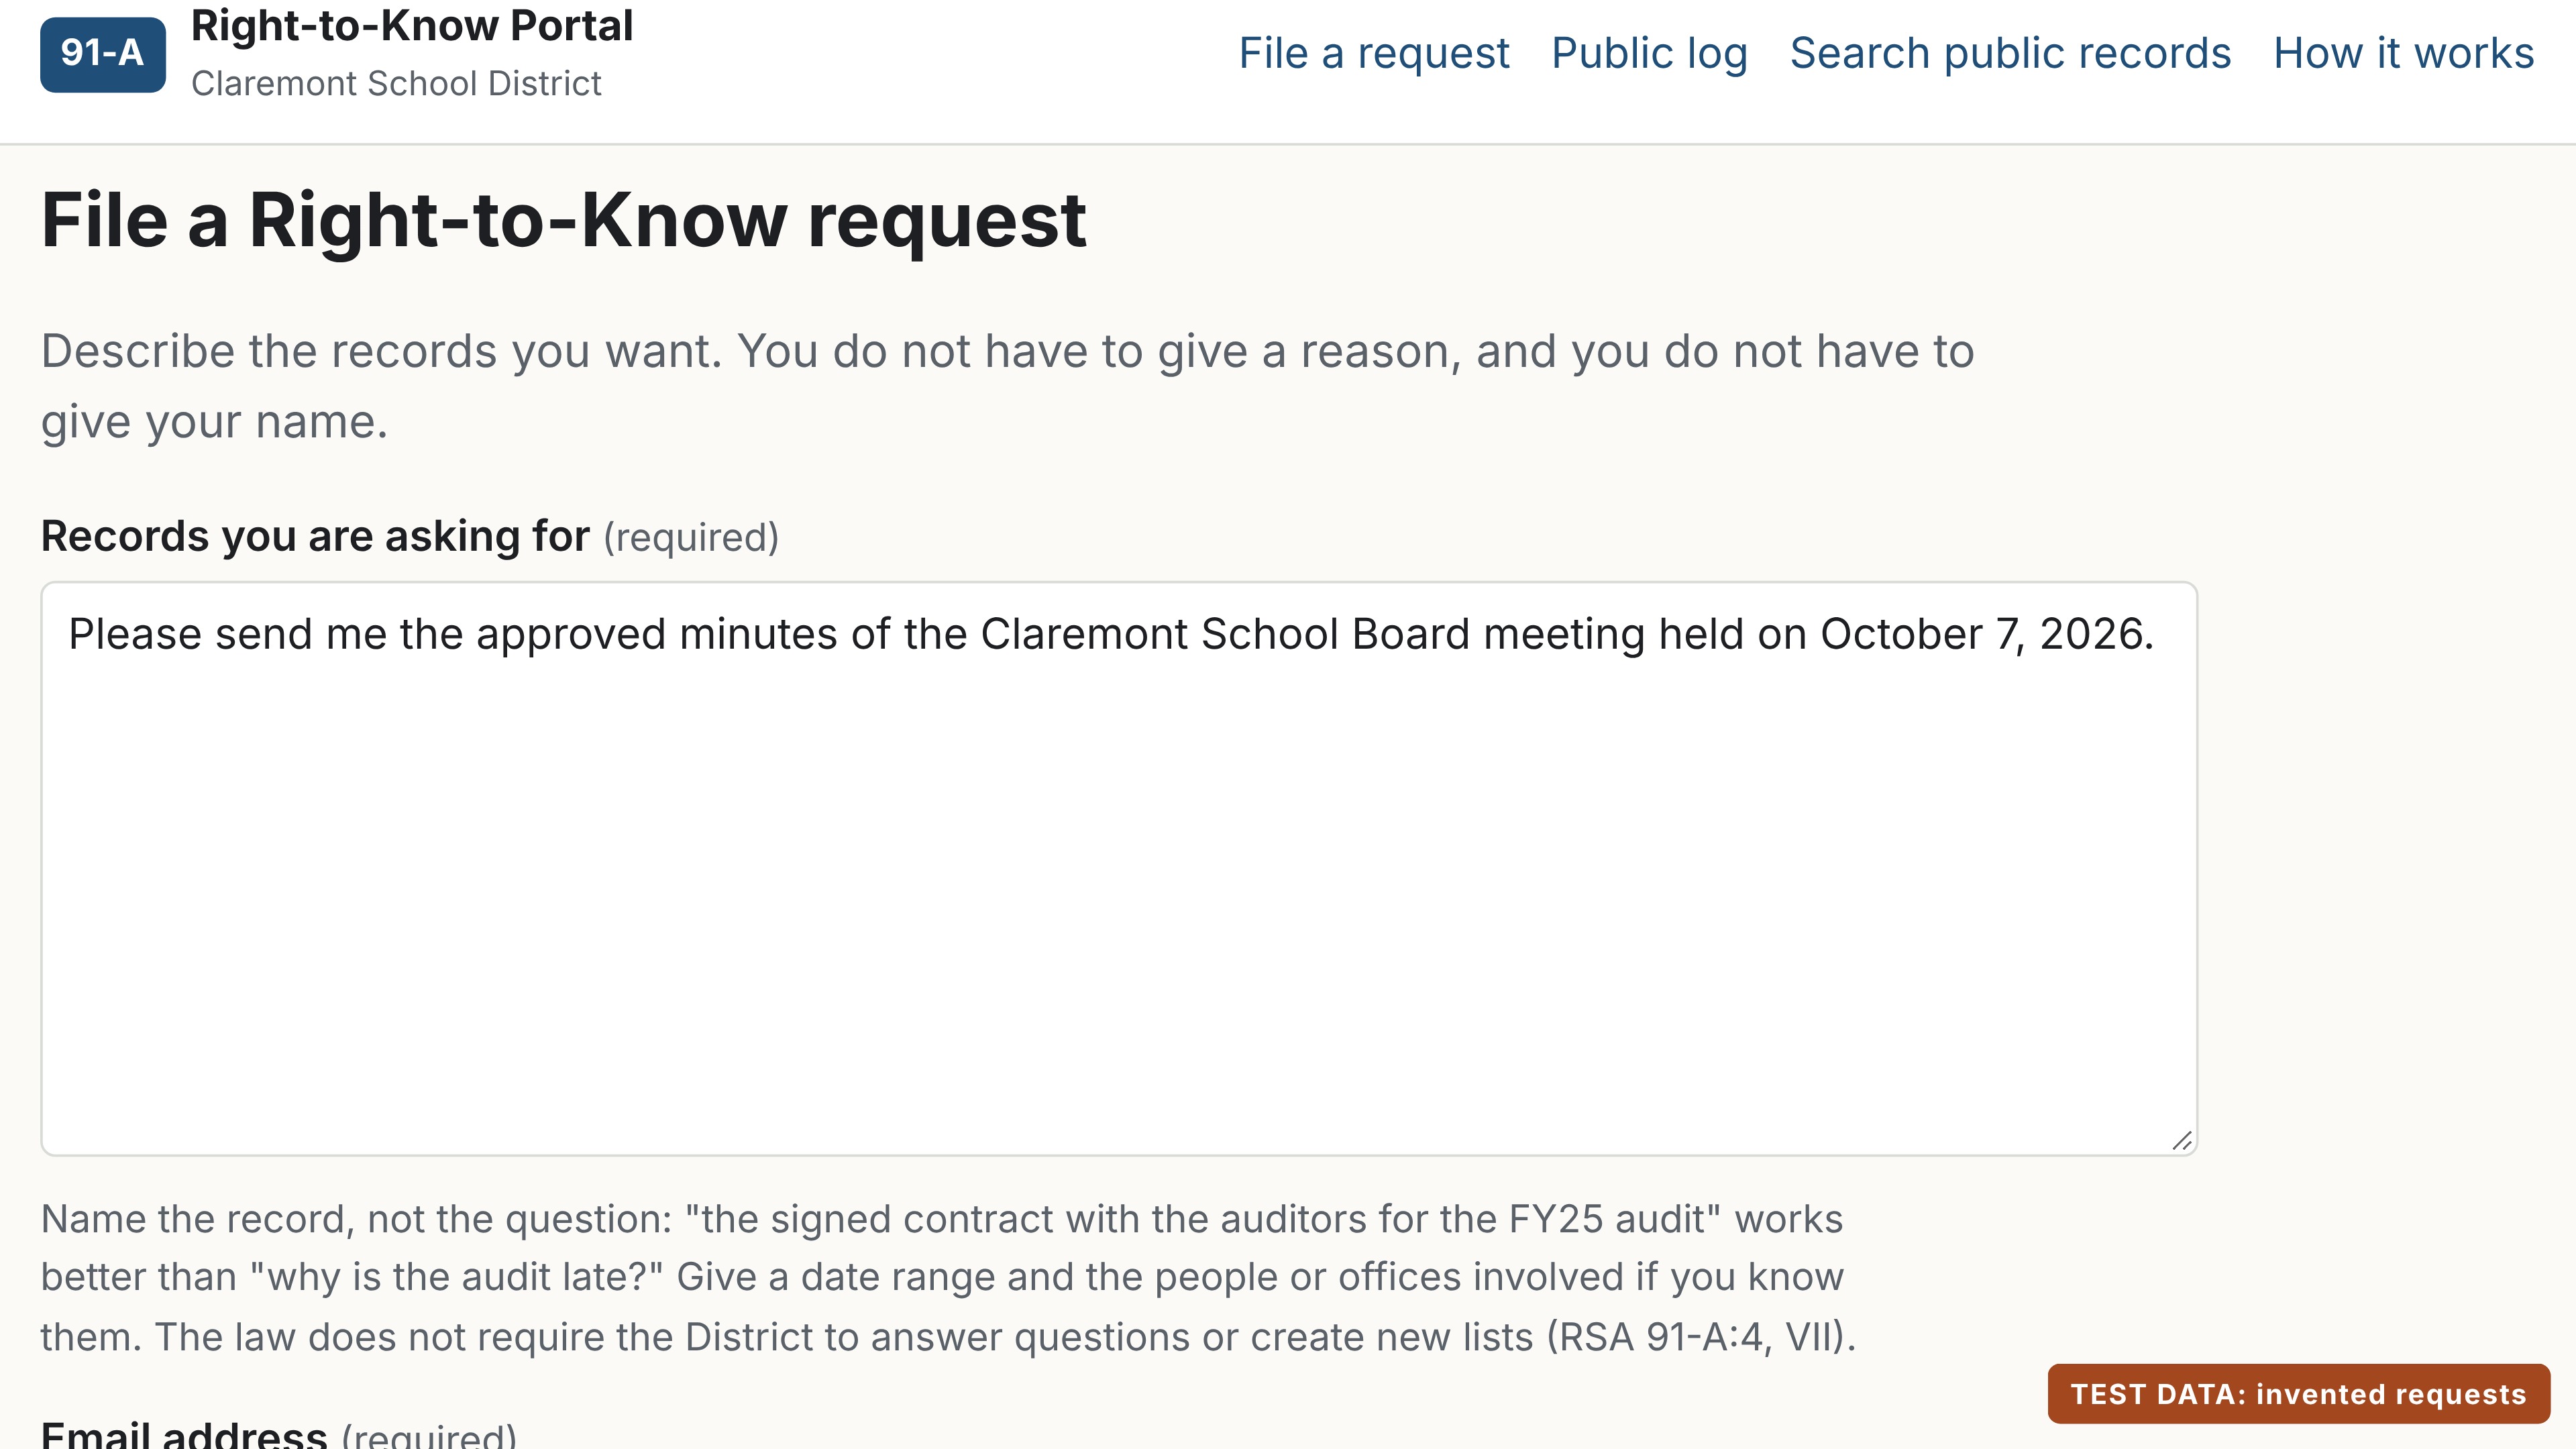 91-A
Right-to-Know Portal
Claremont School District
File a request
Public log
Search public records
How it works
File a Right-to-Know request
Describe the records you want. You do not have to give a reason, and you do not have to
give your name.
Records you are asking for (required)
Please send me the approved minutes of the Claremont School Board meeting held on October 7, 2026.
Name the record, not the question: "the signed contract with the auditors for the FY25 audit" works
better than "why is the audit late?" Give a date range and the people or offices involved if you know
them. The law does not require the District to answer questions or create new lists (RSA 91-A:4, VII).
TEST DATA: invented requests
Email address (required)